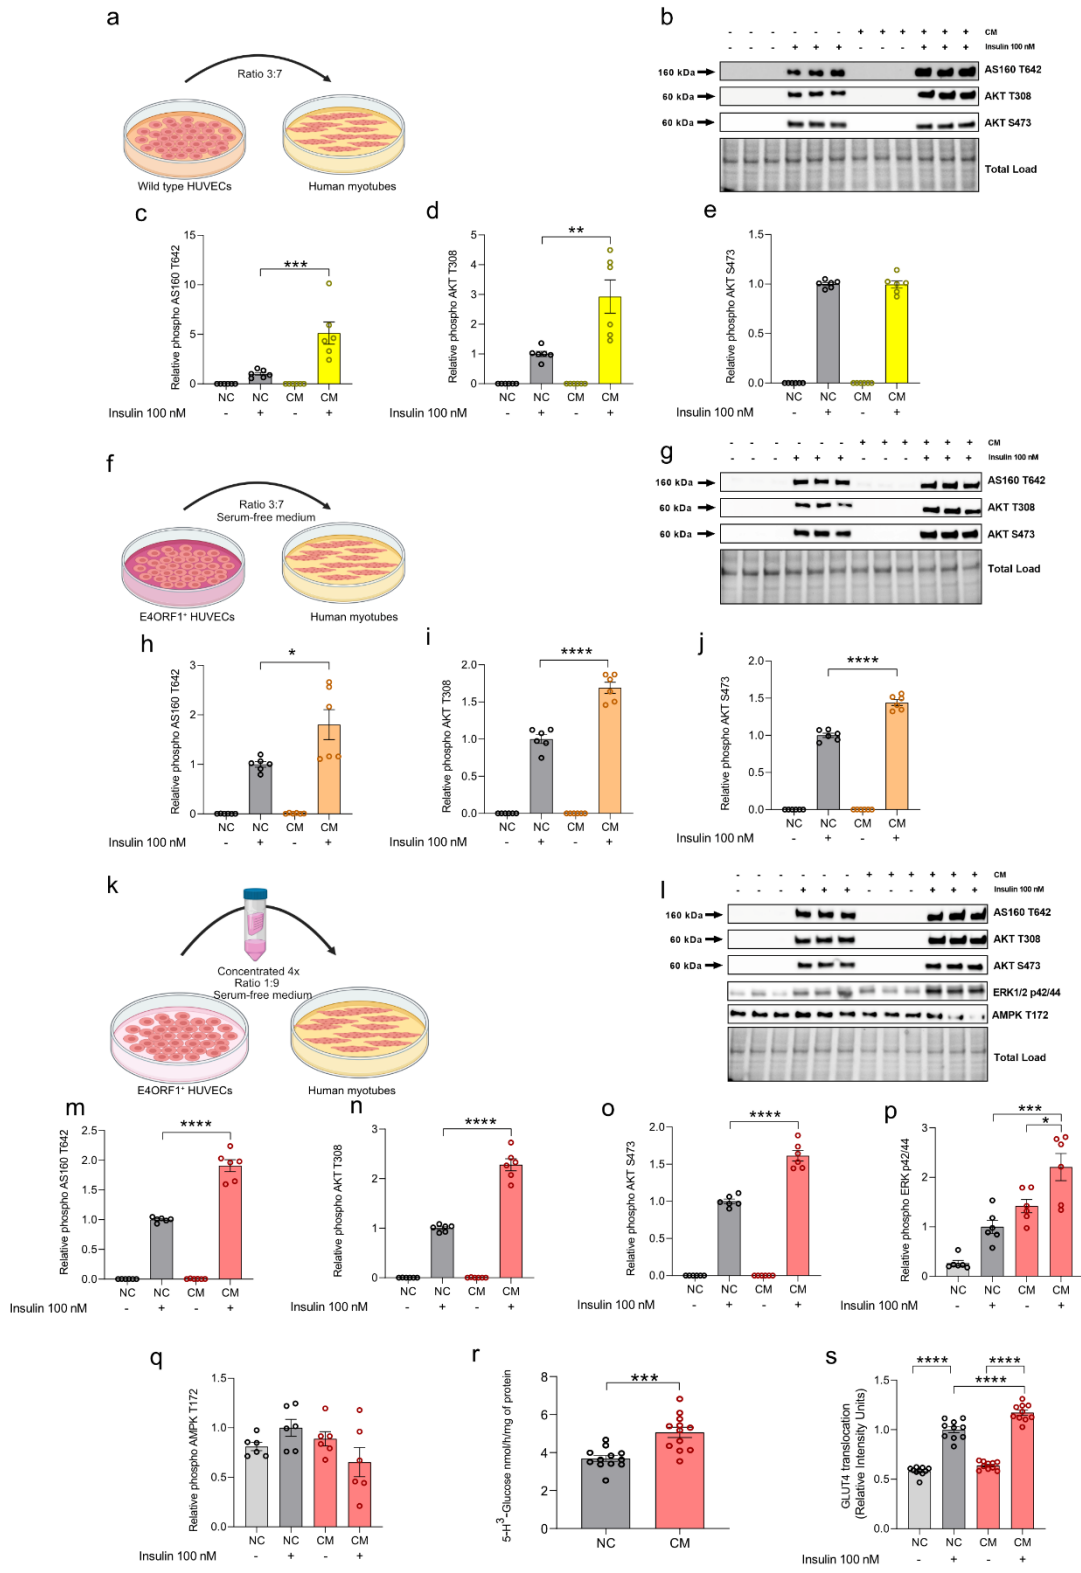 a
Ratio 3:7
Wild type HUVECs
Human myotubes
b
- - - - - - + + + + + + CM
- - - + + + - - - + + + Insulin 100 nM
160 kDa AS160 T642
60 kDa AKT T308
60 kDa AKT S473
Total Load
c
Relative phospho AS160 T642
15
10
5
0
***
NC NC CM CM
Insulin 100 nM - + - +
d
Relative phospho AKT T308
5
4
3
2
1
0
**
NC NC CM CM
Insulin 100 nM - + - +
e
Relative phospho AKT S473
1.5
1.0
0.5
0.0
NC NC CM CM
Insulin 100 nM - + - +
f
Ratio 3:7
Serum-free medium
E4ORF1⁺ HUVECs
Human myotubes
g
- - - - - - + + + + + + CM
- - - + + + - - - + + + Insulin 100 nM
160 kDa AS160 T642
60 kDa AKT T308
60 kDa AKT S473
Total Load
h
Relative phospho AS160 T642
3
2
1
0
*
NC NC CM CM
Insulin 100 nM - + - +
i
Relative phospho AKT T308
2.0
1.5
1.0
0.5
0.0
****
NC NC CM CM
Insulin 100 nM - + - +
j
Relative phospho AKT S473
2.0
1.5
1.0
0.5
0.0
****
NC NC CM CM
Insulin 100 nM - + - +
k
Concentrated 4x
Ratio 1:9
Serum-free medium
E4ORF1⁺ HUVECs
Human myotubes
l
- - - - - - + + + + + + CM
- - - + + + - - - + + + Insulin 100 nM
160 kDa AS160 T642
60 kDa AKT T308
60 kDa AKT S473
ERK1/2 p42/44
AMPK T172
Total Load
m
Relative phospho AS160 T642
2.5
2.0
1.5
1.0
0.5
0.0
****
NC NC CM CM
Insulin 100 nM - + - +
n
Relative phospho AKT T308
3
2
1
0
****
NC NC CM CM
Insulin 100 nM - + - +
o
Relative phospho AKT S473
2.0
1.5
1.0
0.5
0.0
****
NC NC CM CM
Insulin 100 nM - + - +
p
Relative phospho ERK p42/44
3
2
1
0
***
*
NC NC CM CM
Insulin 100 nM - + - +
q
Relative phospho AMPK T172
1.5
1.0
0.5
0.0
NC NC CM CM
Insulin 100 nM - + - +
r
5-H³-Glucose nmol/h/mg of protein
8
6
4
2
0
***
NC CM
s
GLUT4 translocation
(Relative Intensity Units)
1.5
1.0
0.5
0.0
**** ****
****
NC NC CM CM
Insulin 100 nM - + - +